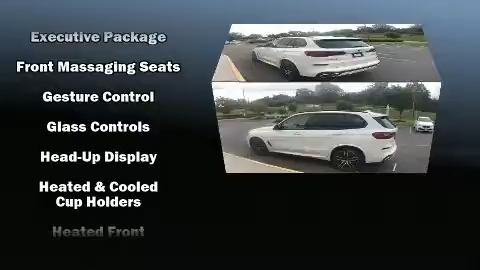 Executive Package
Front Massaging Seats
Gesture Control
Glass Controls
Head-Up Display
Heated & Cooled
Cup Holders
Heated Front